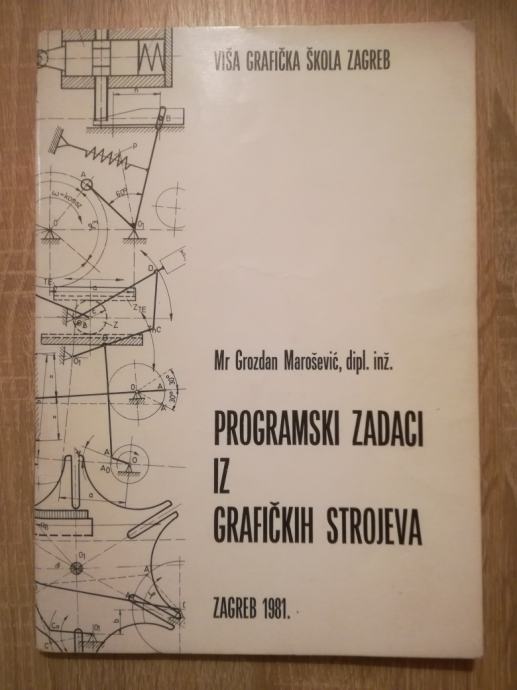 VIŠA GRAFIČKA ŠKOLA ZAGREB
Mr Grozdan Marošević, dipl. inž.
PROGRAMSKI ZADACI
IZ
GRAFIČKIH STROJEVA
ZAGREB 1981.